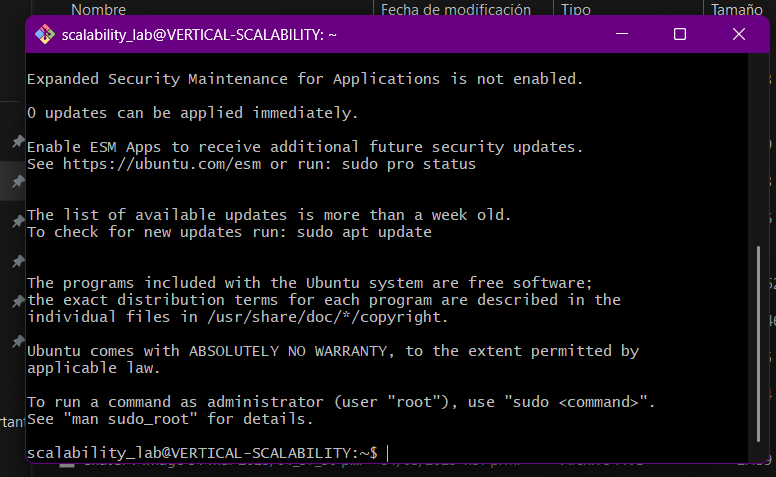 Nombre
Fecha de modificación
Tipo
Tamaño
scalability_lab@VERTICAL-SCALABILITY: ~
Expanded Security Maintenance for Applications is not enabled.
0 updates can be applied immediately.
Enable ESM Apps to receive additional future security updates.
See https://ubuntu.com/esm or run: sudo pro status
The list of available updates is more than a week old.
To check for new updates run: sudo apt update
The programs included with the Ubuntu system are free software;
the exact distribution terms for each program are described in the
individual files in /usr/share/doc/*/copyright.
Ubuntu comes with ABSOLUTELY NO WARRANTY, to the extent permitted by
applicable law.
To run a command as administrator (user "root"), use "sudo <command>".
See "man sudo_root" for details.
scalability_lab@VERTICAL-SCALABILITY:~$